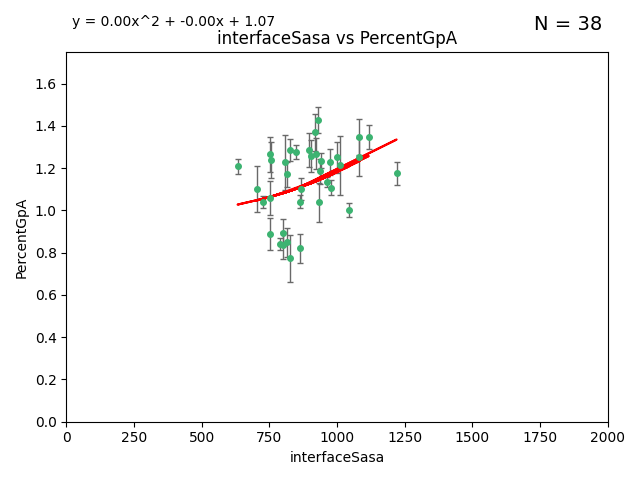 y = 0.00x^2 + -0.00x + 1.07
N = 38
interfaceSasa vs PercentGpA
PercentGpA
1.6
1.4
1.2
1.0
0.8
0.6
0.4
0.2
0.0
0 250 500 750 1000 1250 1500 1750 2000
interfaceSasa